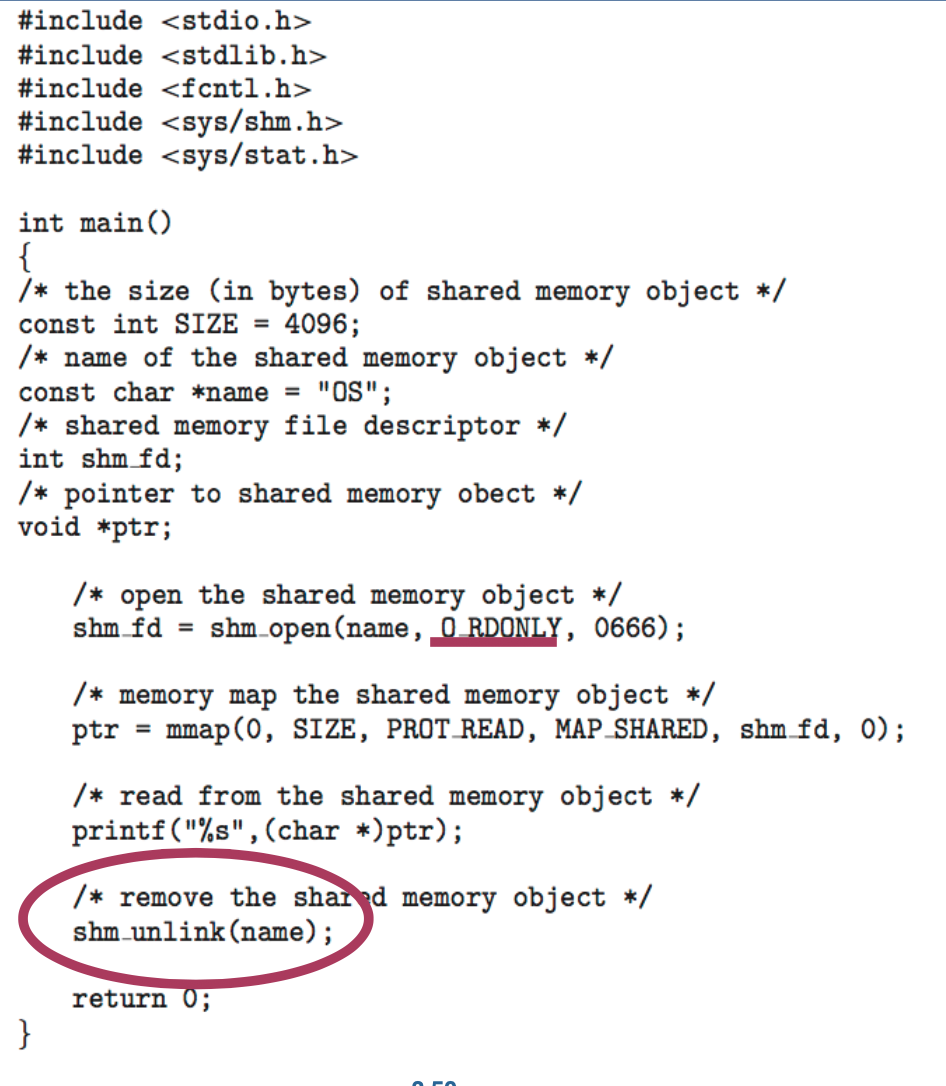 #include <stdio.h>
#include <stdlib.h>
#include <fcntl.h>
#include <sys/shm.h>
#include <sys/stat.h>
int main()
{
/* the size (in bytes) of shared memory object */
const int SIZE = 4096;
/* name of the shared memory object */
const char *name = "OS";
/* shared memory file descriptor */
int shm_fd;
/* pointer to shared memory obect */
void *ptr;
/* open the shared memory object */
shm_fd = shm_open(name, O_RDONLY, 0666);
/* memory map the shared memory object */
ptr = mmap(0, SIZE, PROT_READ, MAP_SHARED, shm_fd, 0);
/* read from the shared memory object */
printf("%s",(char *)ptr);
/* remove the shared memory object */
shm_unlink(name);
return 0;
}